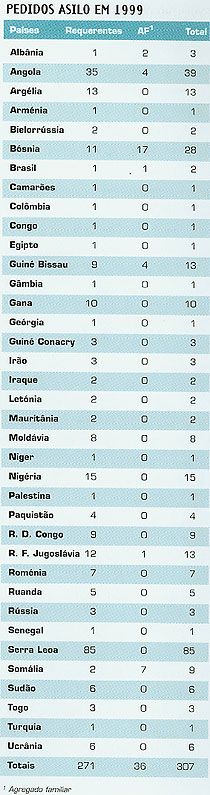 PEDIDOS ASILO EM 1999
Países Requerentes AF¹ Total
Albânia 1 2 3
Angola 35 4 39
Argélia 13 0 13
Arménia 1 0 1
Bielorrússia 2 0 2
Bósnia 11 17 28
Brasil 1 1 2
Camarões 1 0 1
Colômbia 1 0 1
Congo 1 0 1
Egipto 1 0 1
Guiné Bissau 9 4 13
Gâmbia 1 0 1
Gana 10 0 10
Geórgia 1 0 1
Guiné Conacry 3 0 3
Irão 3 0 3
Iraque 2 0 2
Letónia 2 0 2
Mauritânia 2 0 2
Moldávia 8 0 8
Niger 1 0 1
Nigéria 15 0 15
Palestina 1 0 1
Paquistão 4 0 4
R. D. Congo 9 0 9
R. F. Jugoslávia 12 1 13
Roménia 7 0 7
Ruanda 5 0 5
Rússia 3 0 3
Senegal 1 0 1
Serra Leoa 85 0 85
Somália 2 7 9
Sudão 6 0 6
Togo 3 0 3
Turquia 1 0 1
Ucrânia 6 0 6
Totais 271 36 307
¹ Agregado familiar